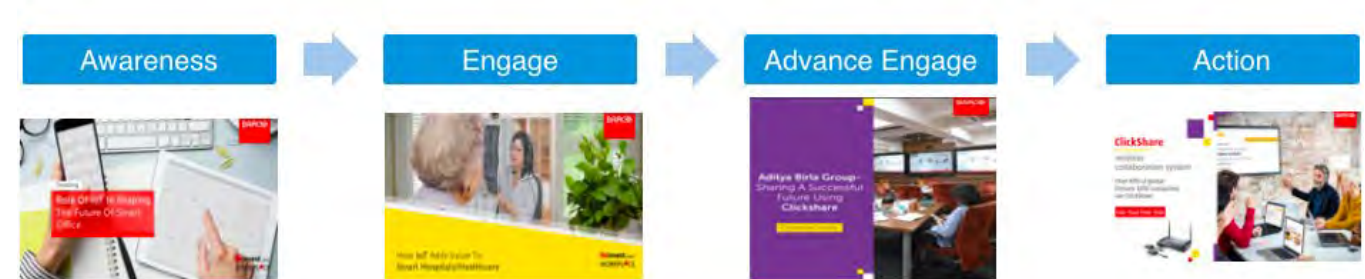 Awareness
Engage
Advance Engage
Action
BARCO
Role Of IoT In Shaping
The Future Of Smart
Office
BARCO
How IoT Adds Value To
Smart Hospitals/Healthcare
BARCO
Aditya Birla Group-
Sharing A Successful
Future Using
Clickshare
BARCO
ClickShare
wireless
collaboration system